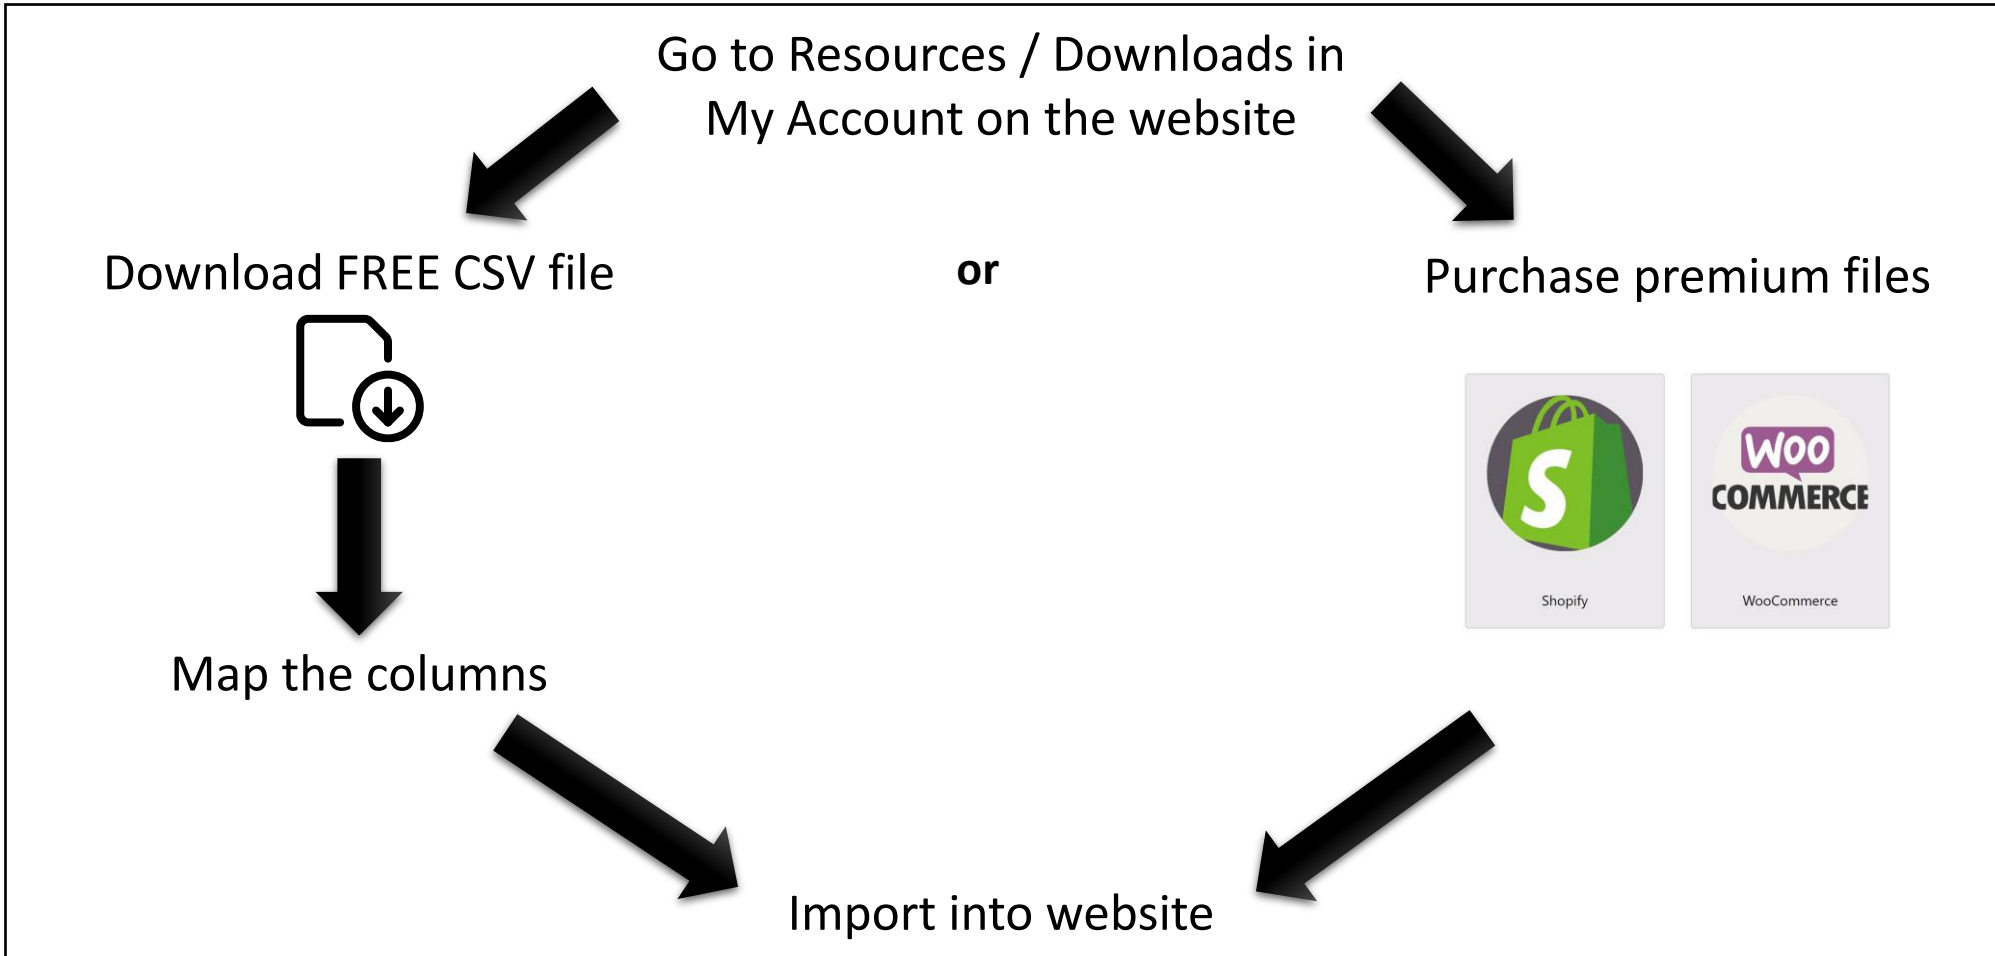 Go to Resources / Downloads in
My Account on the website
Download FREE CSV file
or
Purchase premium files
S
WOO
COMMERCE
Shopify
WooCommerce
Map the columns
Import into website